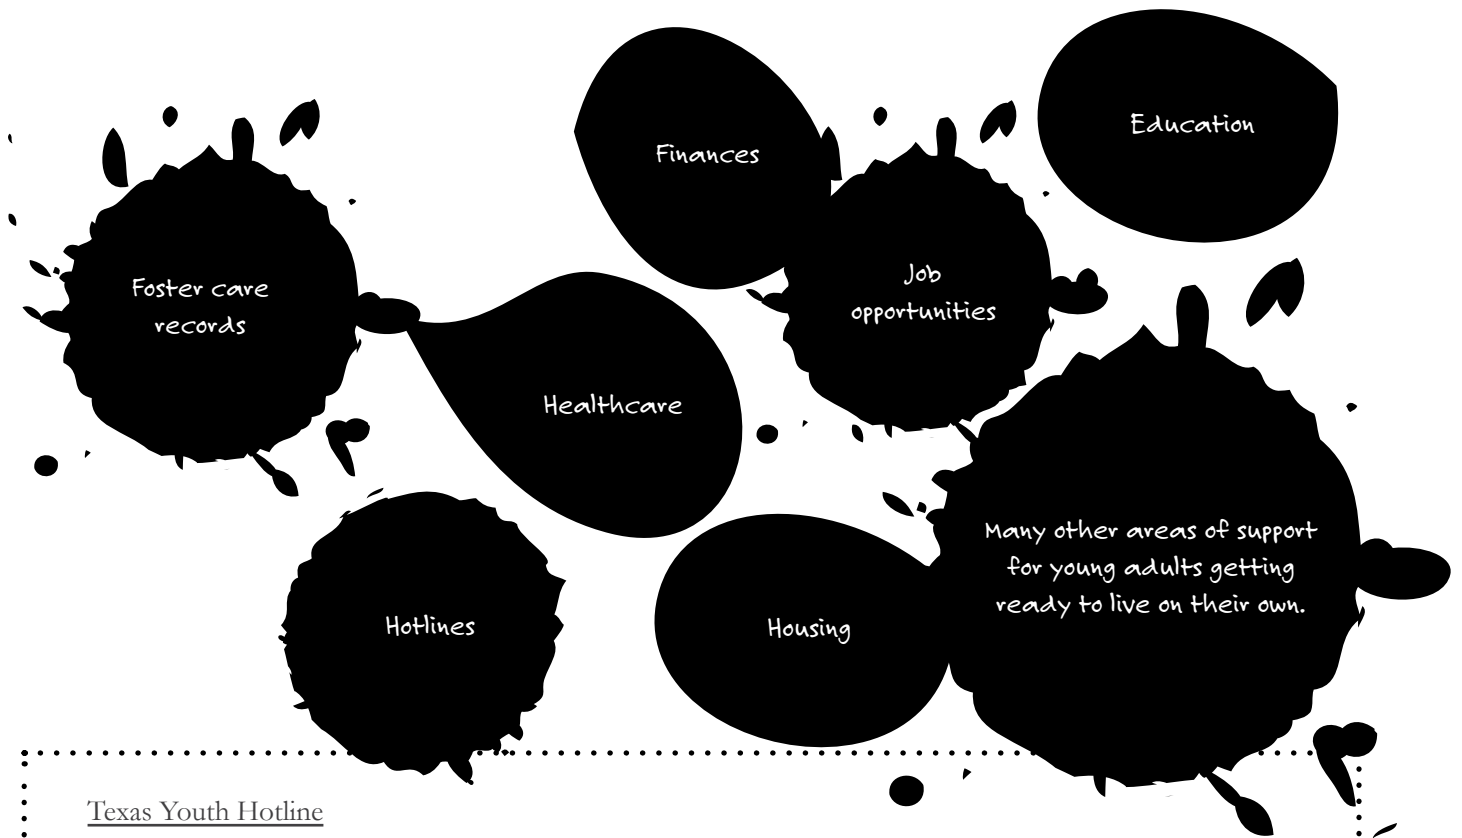 Education
Finances
Job
opportunities
Foster care
records
Healthcare
Many other areas of support
for young adults getting
ready to live on their own.
Hotlines
Housing
Texas Youth Hotline